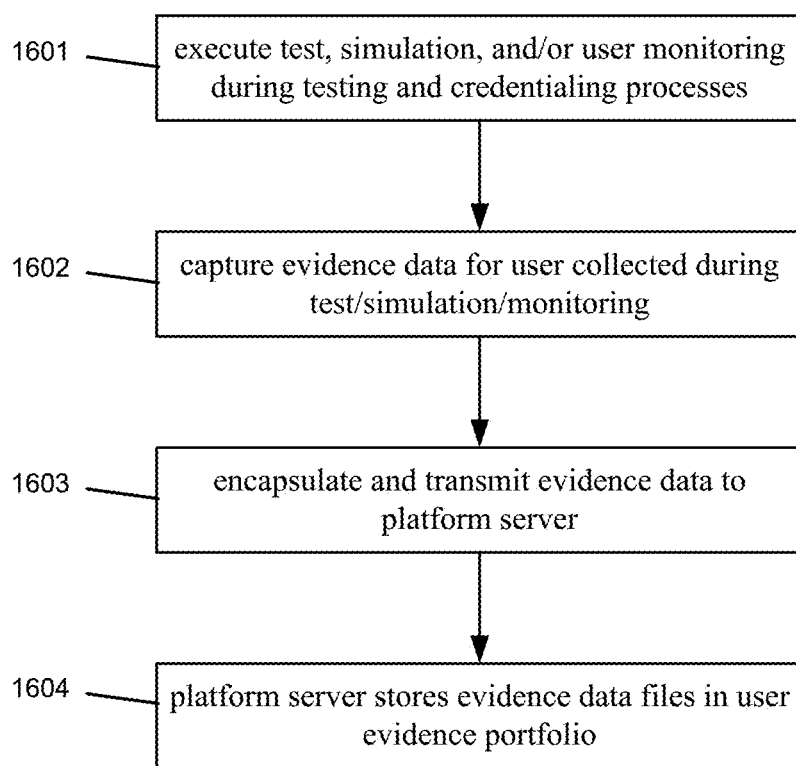 1601
execute test, simulation, and/or user monitoring
during testing and credentialing processes
1602
capture evidence data for user collected during
test/simulation/monitoring
1603
encapsulate and transmit evidence data to
platform server
1604
platform server stores evidence data files in user
evidence portfolio